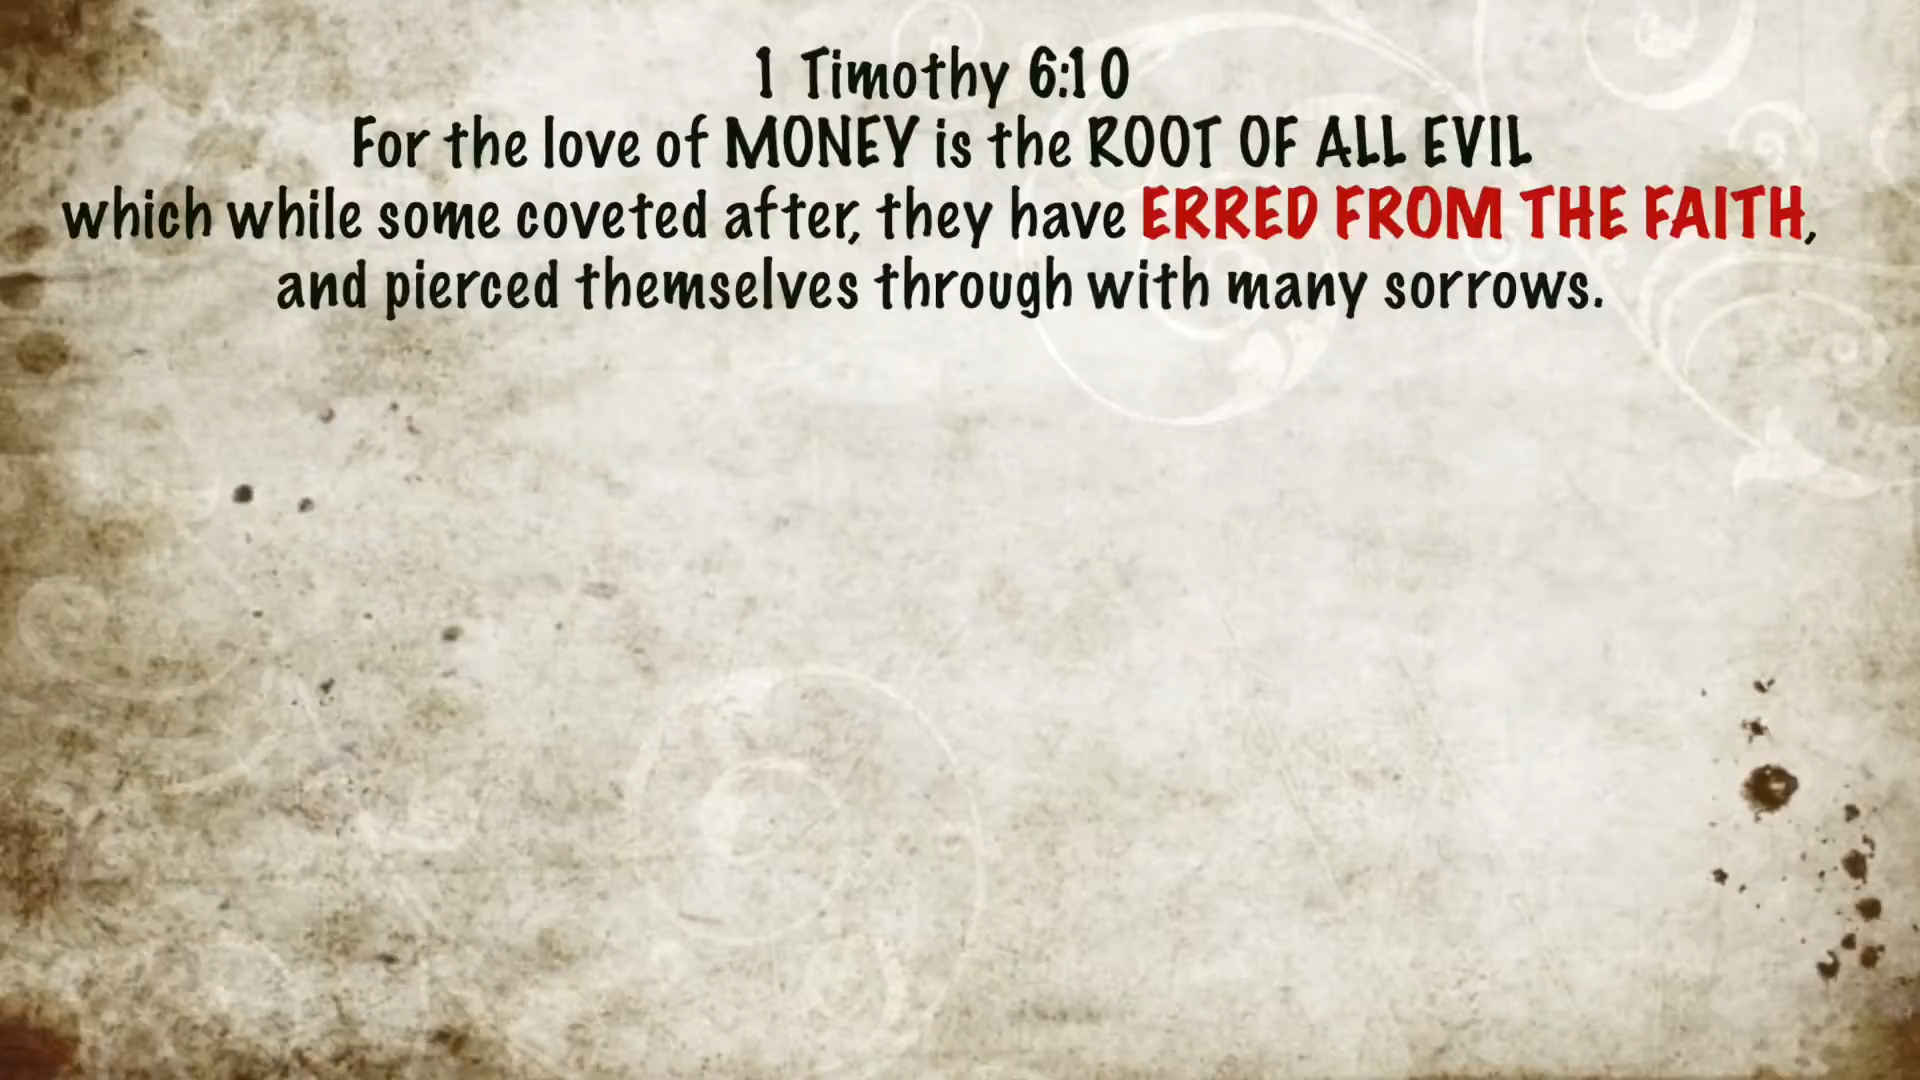 1 Timothy 6:10
For the love of MONEY is the ROOT OF ALL EVIL
which while some coveted after, they have ERRED FROM THE FAITH,
and pierced themselves through with many sorrows.